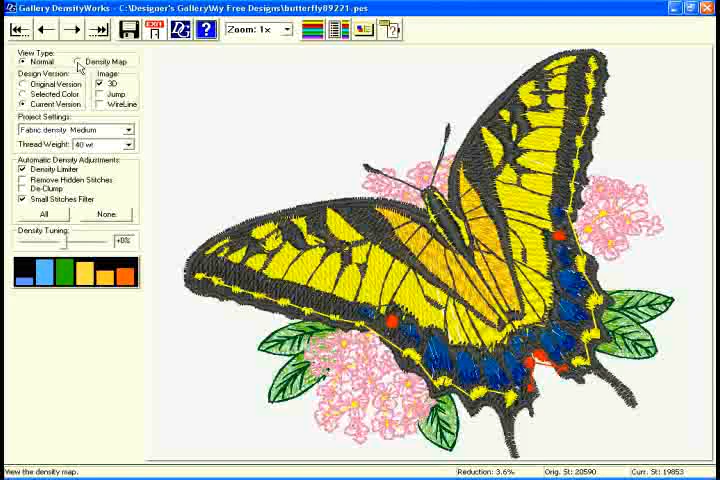 Gallery DensityWorks - C:\Designer's Gallery\My Free Designs\butterfly89221.pes
EXIT DG ? Zoom: 1x
View Type:
Normal Density Map
Design Version: Image:
Original Version 3D
Selected Color Jump
Current Version WireLine
Project Settings:
Fabric density Medium
Thread Weight: 40 wt
Automatic Density Adjustments:
Density Limiter
Remove Hidden Stitches
De-Clump
Small Stitches Filter
All None
Density Tuning:
+0%
View the density map. Reduction: 3.6% Orig. St: 20590 Curr. St: 19853